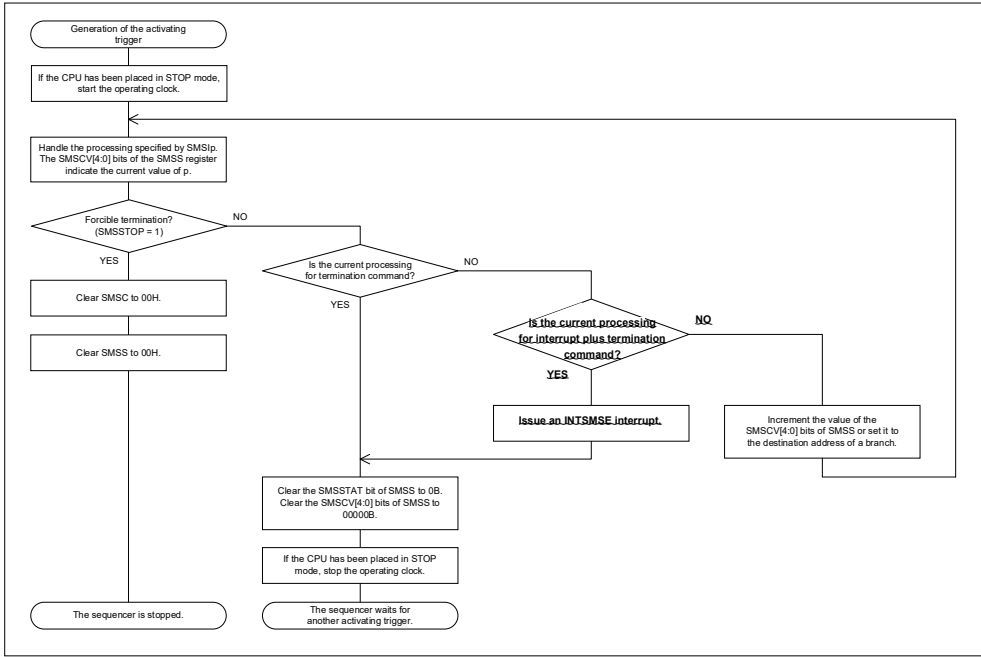 Generation of the activating
trigger
If the CPU has been placed in STOP mode,
start the operating clock.
Handle the processing specified by SMSIp.
The SMSCV[4:0] bits of the SMSS register
indicate the current value of p.
Forcible termination?
(SMSSTOP = 1)
NO
YES
Is the current processing
for termination command?
NO
YES
Clear SMSC to 00H.
Clear SMSS to 00H.
Is the current processing
for interrupt plus termination
command?
NO
YES
Issue an INTSMSE interrupt.
Increment the value of the
SMSCV[4:0] bits of SMSS or set it to
the destination address of a branch.
Clear the SMSSTAT bit of SMSS to 0B.
Clear the SMSCV[4:0] bits of SMSS to
00000B.
If the CPU has been placed in STOP
mode, stop the operating clock.
The sequencer is stopped.
The sequencer waits for
another activating trigger.